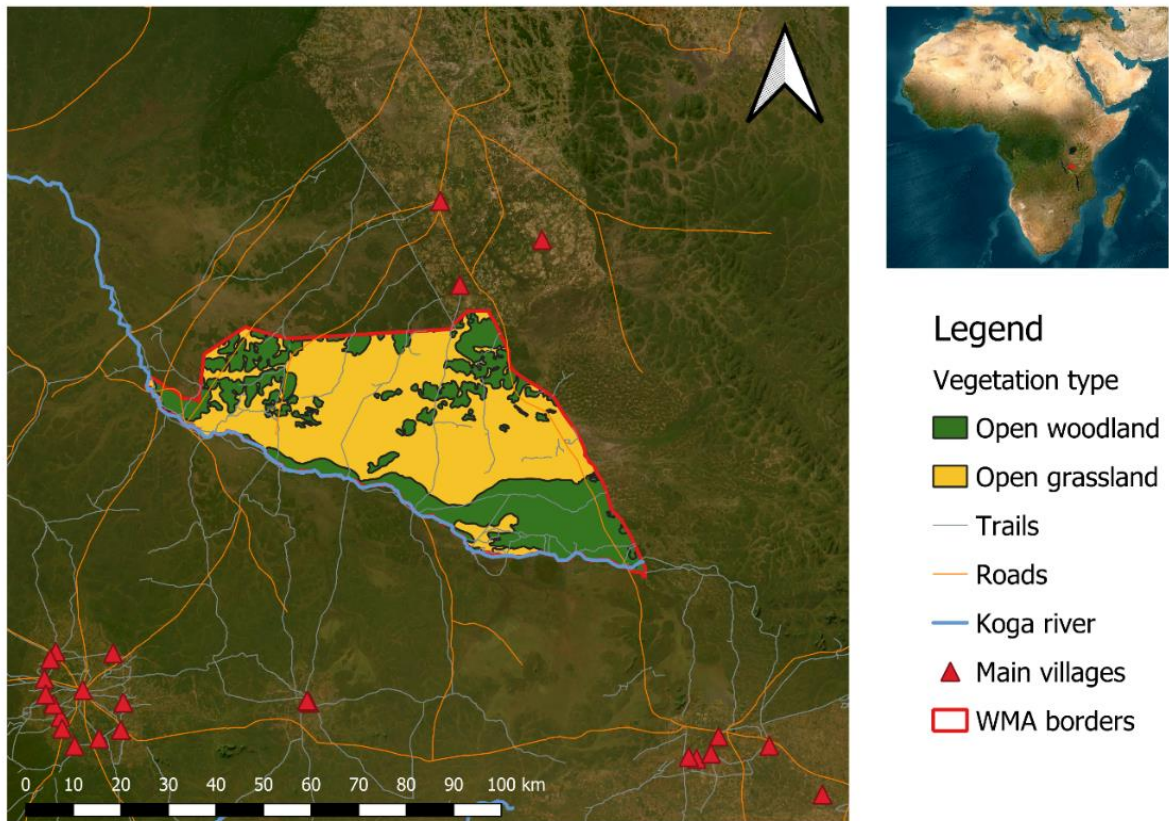 Legend
Vegetation type
Open woodland
Open grassland
Trails
Roads
Koga river
Main villages
WMA borders
0 10 20 30 40 50 60 70 80 90 100 km